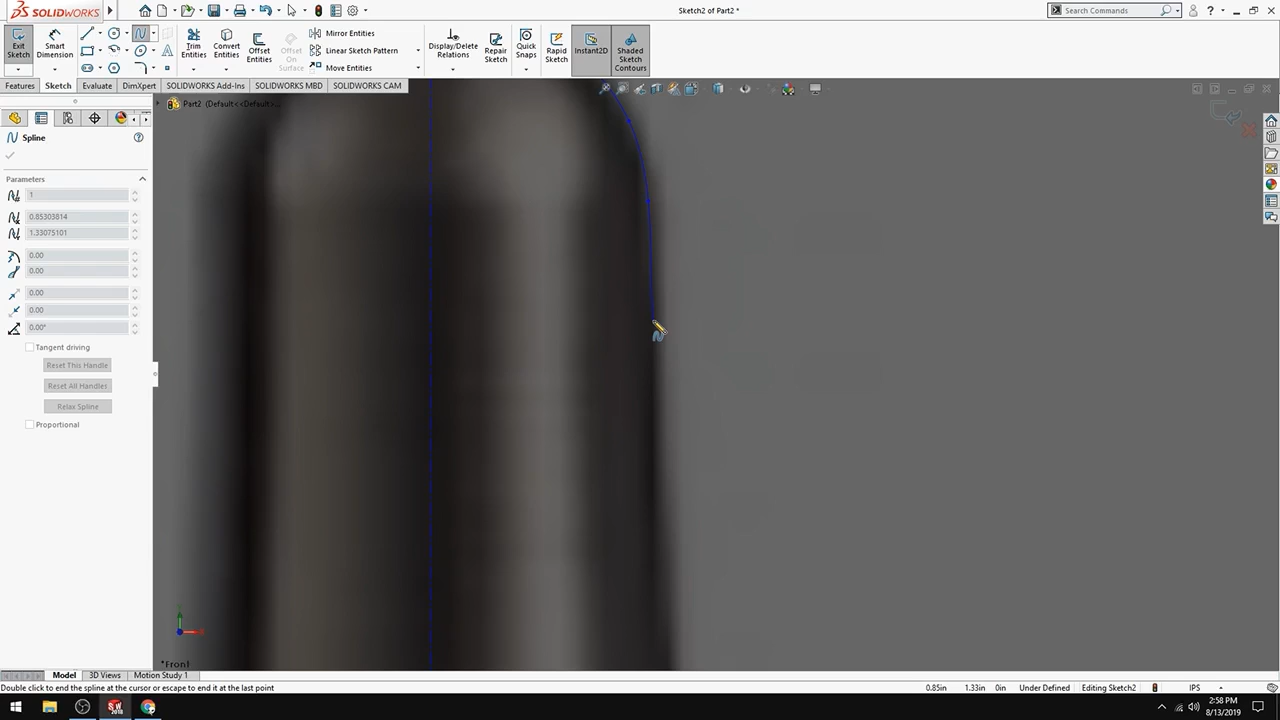 SOLIDWORKS
Sketch2 of Part2 *
Search Commands
Exit Sketch
Smart Dimension
Trim Entities
Convert Entities
Offset Entities
Offset On Surface
Mirror Entities
Linear Sketch Pattern
Move Entities
Display/Delete Relations
Repair Sketch
Quick Snaps
Rapid Sketch
Instant2D
Shaded Sketch Contours
Features
Sketch
Evaluate
DimXpert
SOLIDWORKS Add-Ins
SOLIDWORKS MBD
SOLIDWORKS CAM
Part2 (Default<<Default>...
Spline
Parameters
1
0.85303814
1.33075101
0.00
0.00
0.00
0.00
0.00°
Tangent driving
Reset This Handle
Reset All Handles
Relax Spline
Proportional
*Front
Model
3D Views
Motion Study 1
Double click to end the spline at the cursor or escape to end it at the last point
0.85in
1.33in
0in
Under Defined
Editing Sketch2
IPS
2:58 PM
8/13/2019